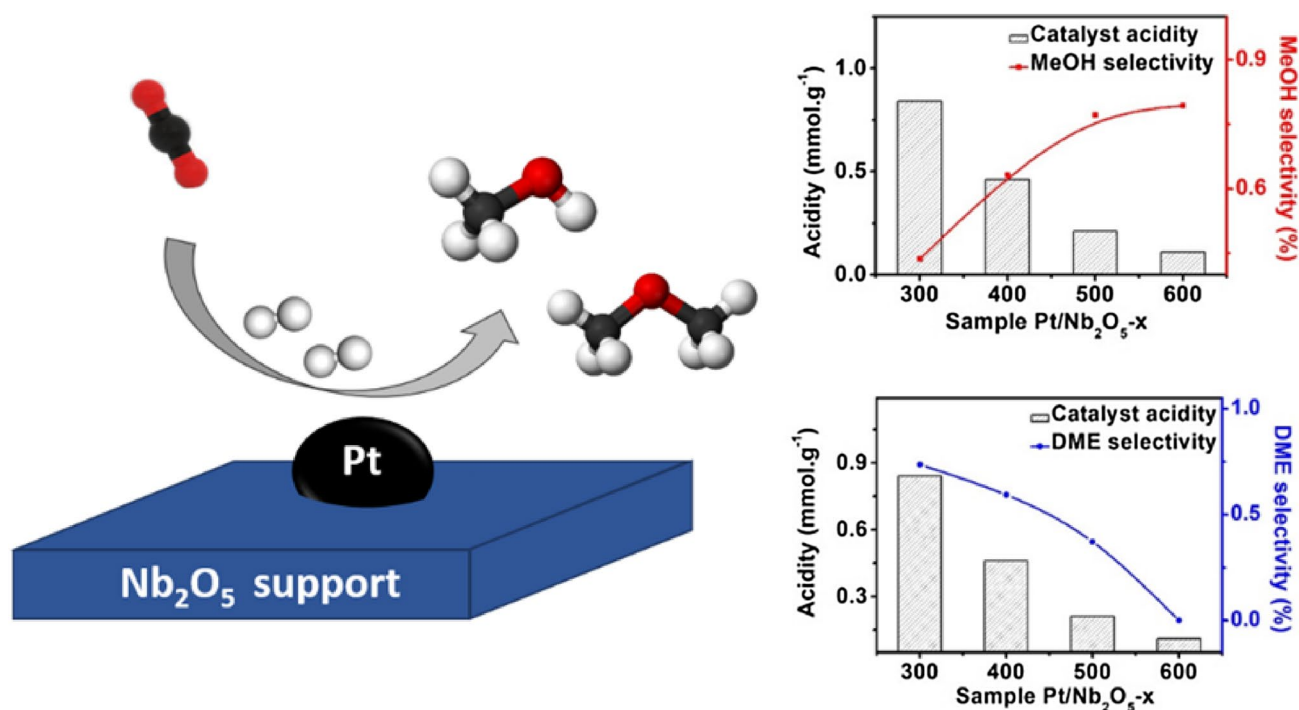 Pt
Nb₂O₅ support
Catalyst acidity
MeOH selectivity
Acidity (mmol.g⁻¹)
1.0
0.5
0.0
MeOH selectivity (%)
0.9
0.6
300 400 500 600
Sample Pt/Nb₂O₅-x
Catalyst acidity
DME selectivity
Acidity (mmol.g⁻¹)
0.9
0.6
0.3
DME selectivity (%)
1.0
0.5
0.0
300 400 500 600
Sample Pt/Nb₂O₅-x